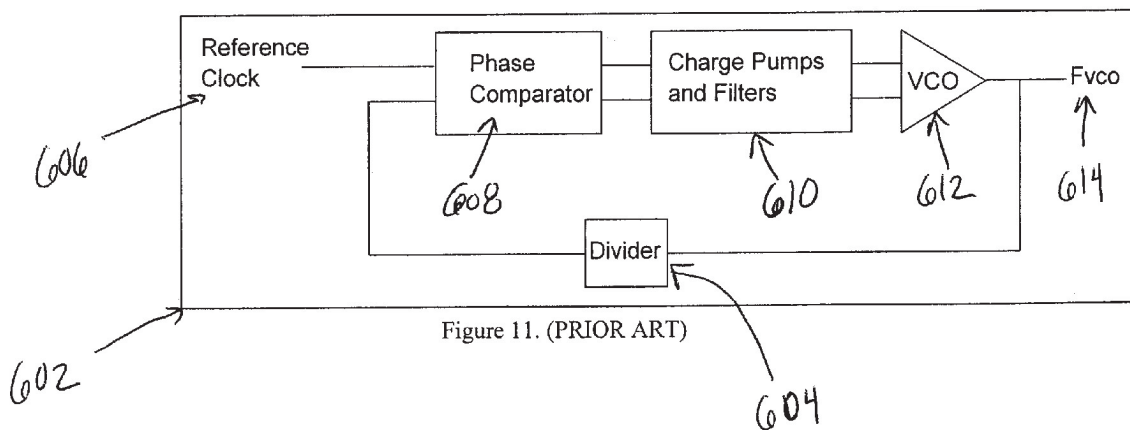 Reference
Clock
Phase
Comparator
Charge Pumps
and Filters
VCO
Fvco
606
608
610
612
614
Divider
Figure 11. (PRIOR ART)
602
604